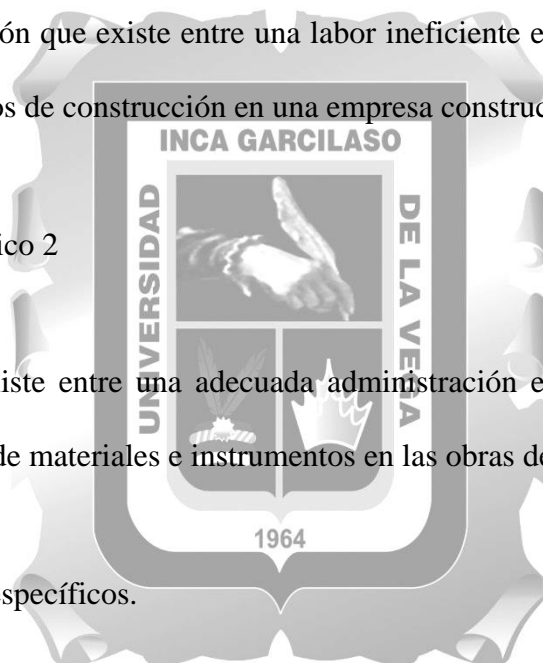 ón que existe entre una labor ineficiente e
os de construcción en una empresa construc
INCA GARCILASO
UNIVERSIDAD
DE LA VEGA
ico 2
iste entre una adecuada administración e
de materiales e instrumentos en las obras de
1964
específicos.